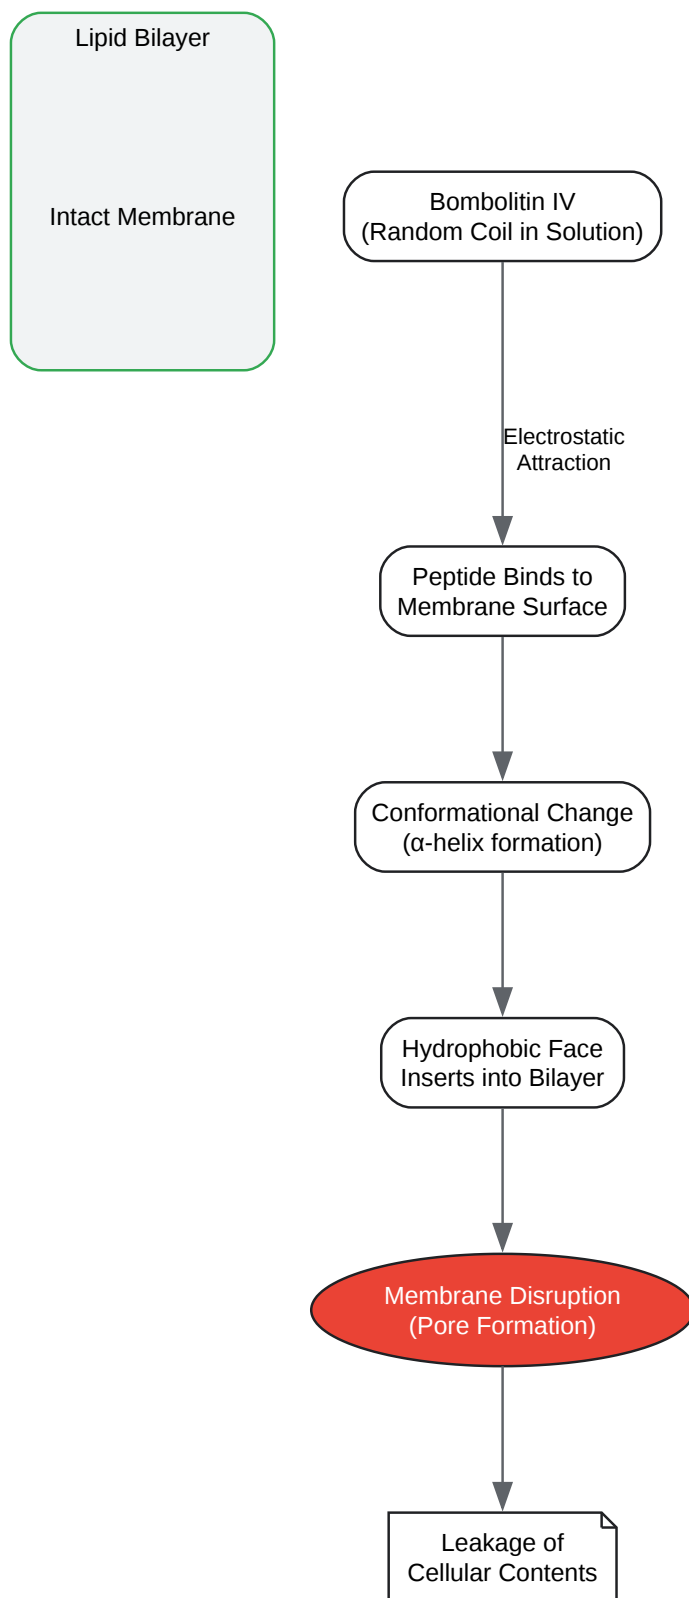 Lipid Bilayer
Intact Membrane
Bombolitin IV
(Random Coil in Solution)
Electrostatic
Attraction
Peptide Binds to
Membrane Surface
Conformational Change
(α-helix formation)
Hydrophobic Face
Inserts into Bilayer
Membrane Disruption
(Pore Formation)
Leakage of
Cellular Contents